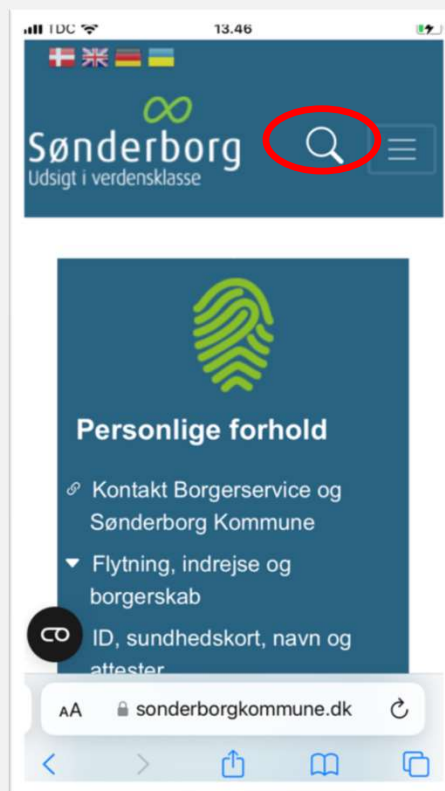 TDC
13.46
Sønderborg
Udsigt i verdensklasse
Personlige forhold
Kontakt Borgerservice og
Sønderborg Kommune
Flytning, indrejse og
borgerskab
ID, sundhedskort, navn og
attester
AA sonderborgkommune.dk